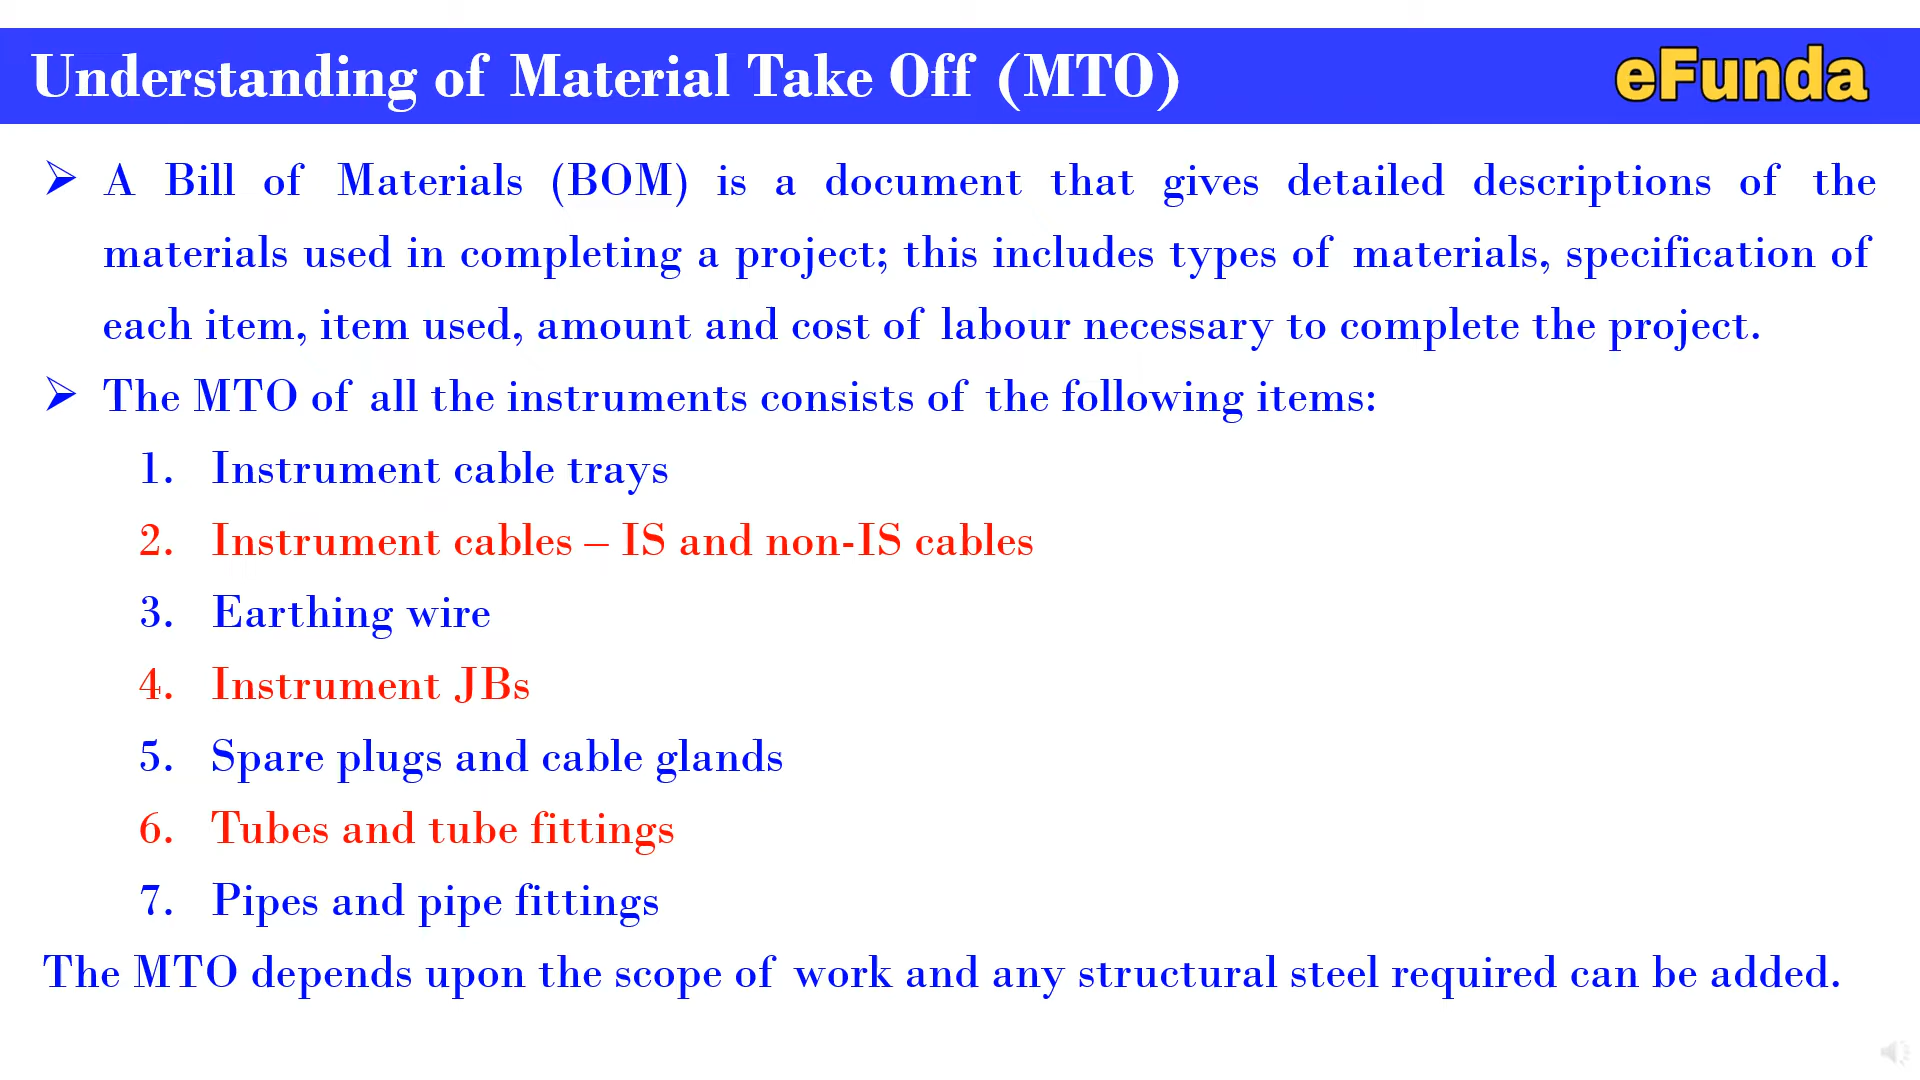 Understanding of Material Take Off (MTO)
eFunda
➢ A Bill of Materials (BOM) is a document that gives detailed descriptions of the
materials used in completing a project; this includes types of materials, specification of
each item, item used, amount and cost of labour necessary to complete the project.
➢ The MTO of all the instruments consists of the following items:
1. Instrument cable trays
2. Instrument cables – IS and non-IS cables
3. Earthing wire
4. Instrument JBs
5. Spare plugs and cable glands
6. Tubes and tube fittings
7. Pipes and pipe fittings
The MTO depends upon the scope of work and any structural steel required can be added.